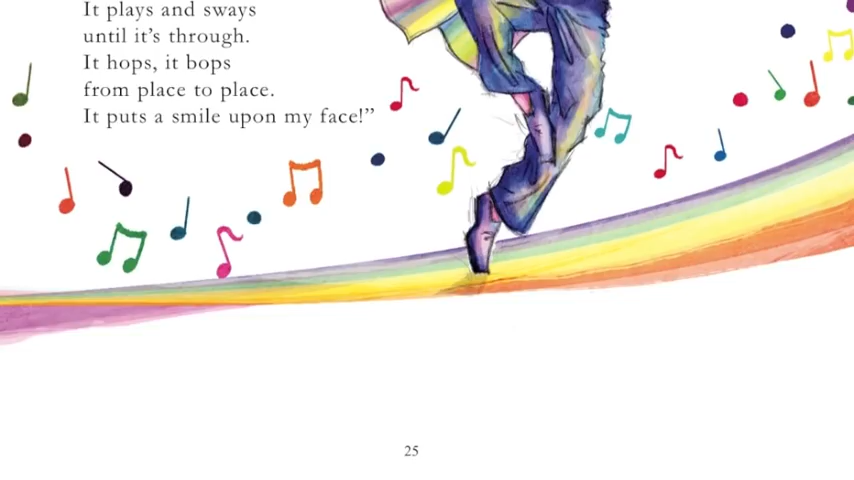 It plays and sways
until it’s through.
It hops, it bops
from place to place.
It puts a smile upon my face!”
25